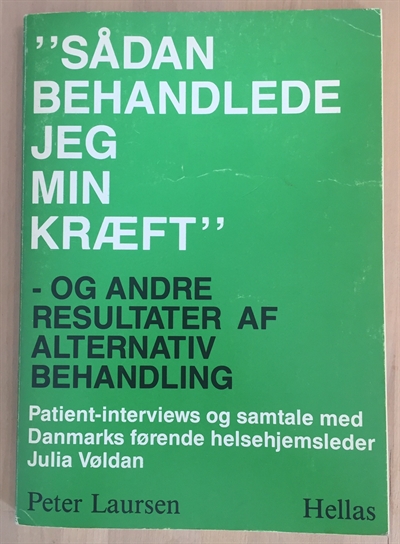 "SÅDAN
BEHANDLEDE
JEG
MIN
KRÆFT"
- OG ANDRE
RESULTATER AF
ALTERNATIV
BEHANDLING
Patient-interviews og samtale med
Danmarks førende helsehjemsleder
Julia Vøldan
Peter Laursen Hellas